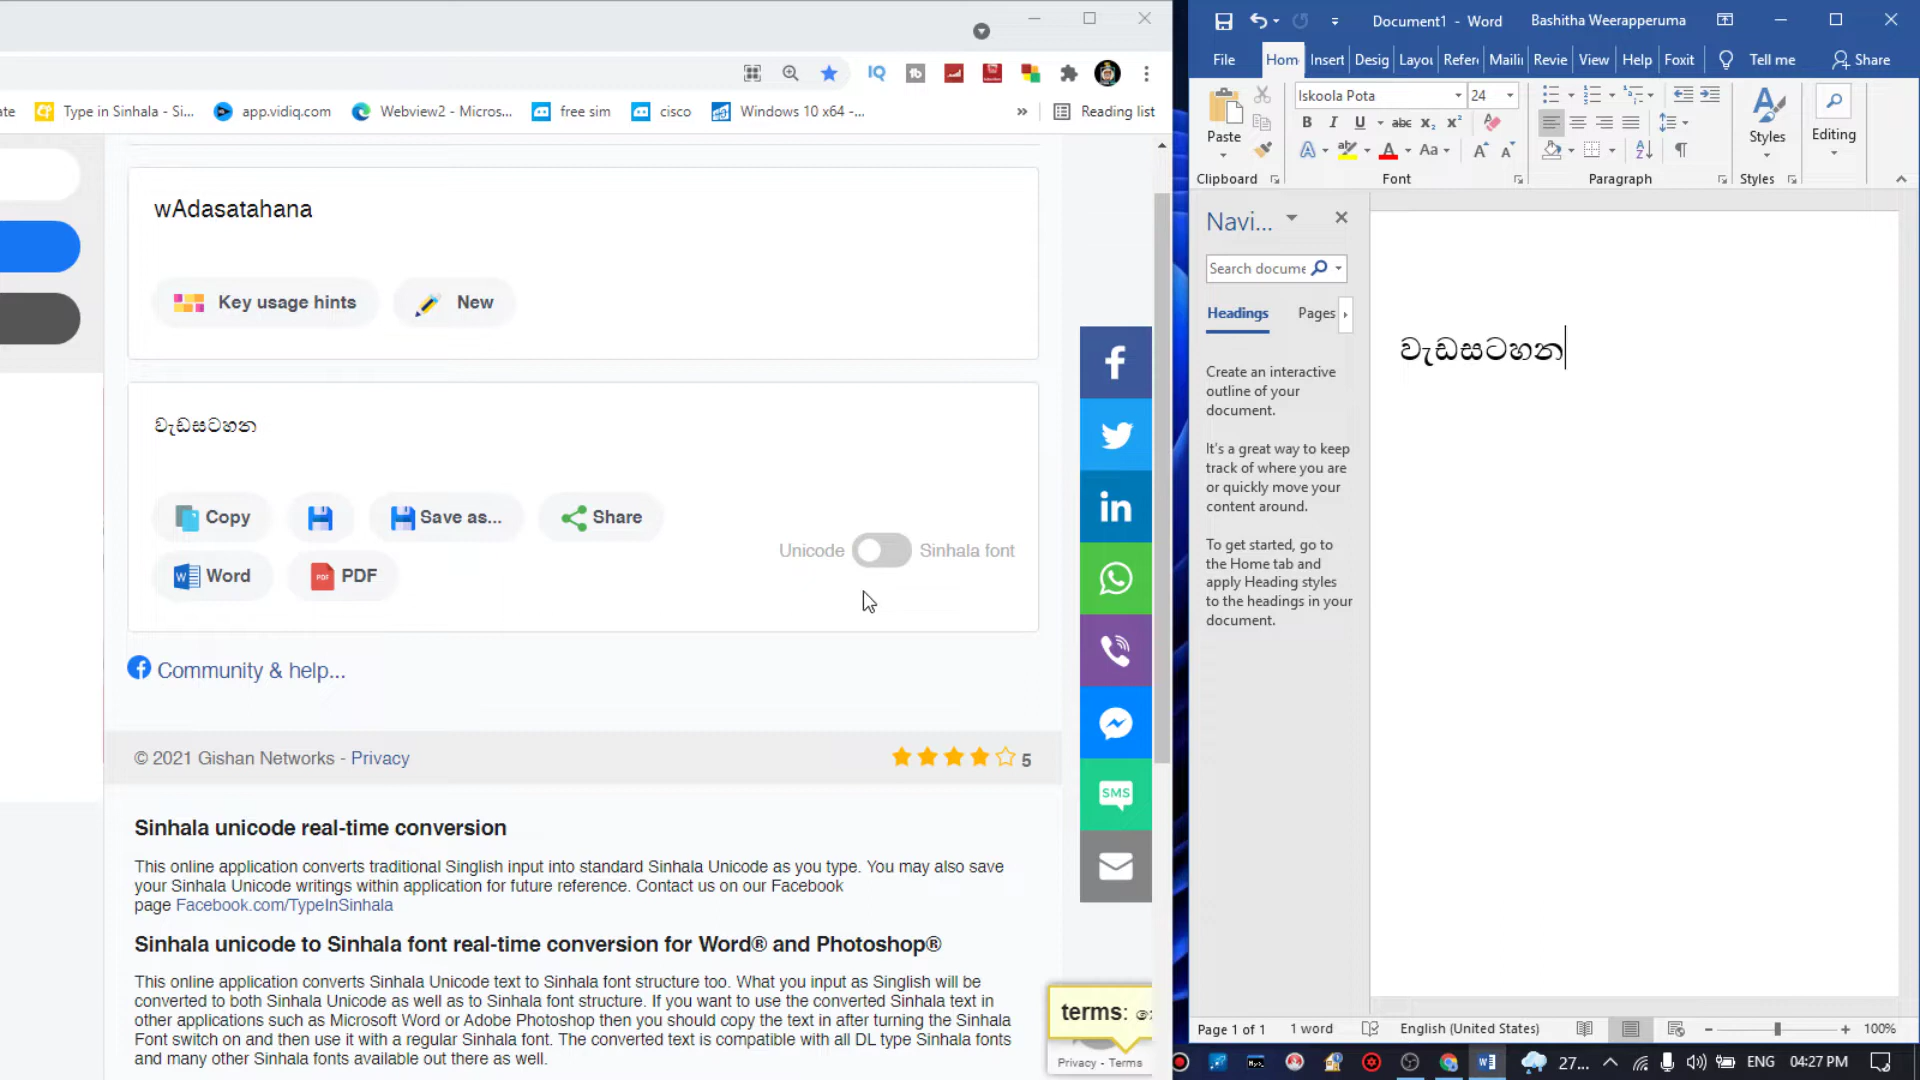 ate
Type in Sinhala - Si...
app.vidiq.com
Webview2 - Micros...
free sim
cisco
Windows 10 x64 -...
»
Reading list
wAdasatahana
Key usage hints
New
වැඩසටහන
Copy
Save as...
Share
Word
PDF
Unicode
Sinhala font
Community & help...
© 2021 Gishan Networks - Privacy
5
Sinhala unicode real-time conversion
This online application converts traditional Singlish input into standard Sinhala Unicode as you type. You may also save
your Sinhala Unicode writings within application for future reference. Contact us on our Facebook
page Facebook.com/TypeInSinhala
Sinhala unicode to Sinhala font real-time conversion for Word® and Photoshop®
This online application converts Sinhala Unicode text to Sinhala font structure too. What you input as Singlish will be
converted to both Sinhala Unicode as well as to Sinhala font structure. If you want to use the converted Sinhala text in
other applications such as Microsoft Word or Adobe Photoshop then you should copy the text in after turning the Sinhala
Font switch on and then use it with a regular Sinhala font. The converted text is compatible with all DL type Sinhala fonts
and many other Sinhala fonts available out there as well.
SMS
terms:
Privacy - Terms
Document1 - Word
Bashitha Weerapperuma
File
Hom
Insert
Desig
Layou
Refere
Mailin
Revie
View
Help
Foxit
Tell me
Share
Iskoola Pota
24
Paste
Styles
Editing
Clipboard
Font
Paragraph
Styles
Navi...
Search docume
Headings
Pages
Create an interactive
outline of your
document.
It's a great way to keep
track of where you are
or quickly move your
content around.
To get started, go to
the Home tab and
apply Heading styles
to the headings in your
document.
වැඩසටහන
Page 1 of 1
1 word
English (United States)
100%
27...
ENG
04:27 PM